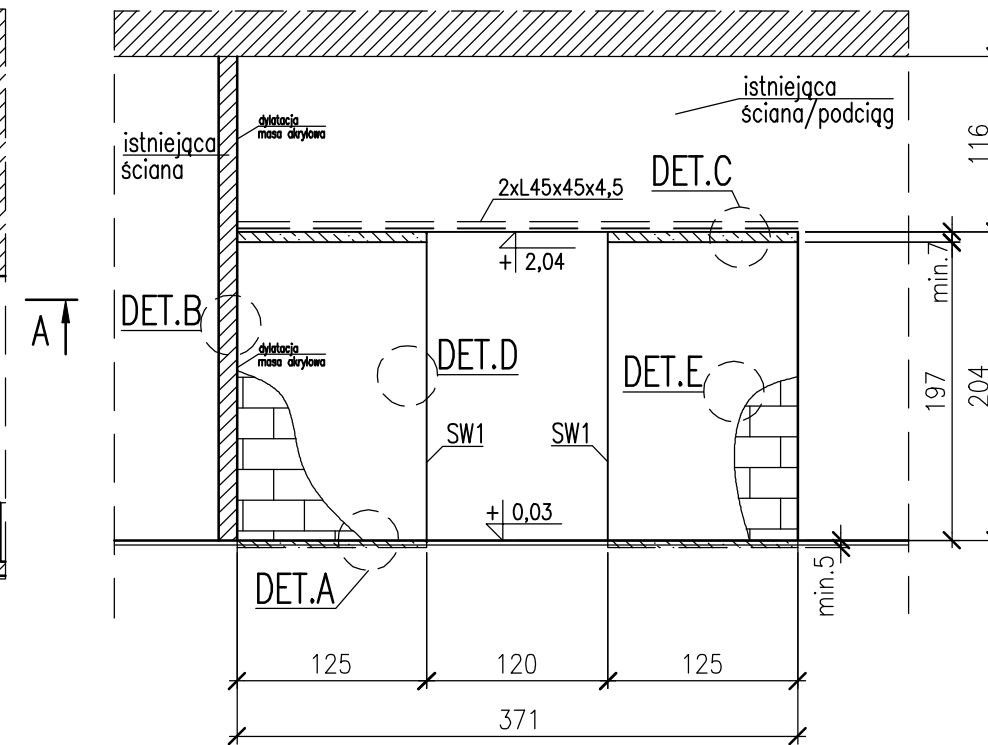 istniejąca
ściana/podciąg
dylatacja
masa akrylowa
istniejąca
ściana
116
DET.C
2xL45x45x4,5
+ 2,04
min.7
DET.B
A
dylatacja
masa akrylowa
DET.D
DET.E
197
204
SW1
SW1
+ 0,03
min.5
DET.A
125
120
125
371